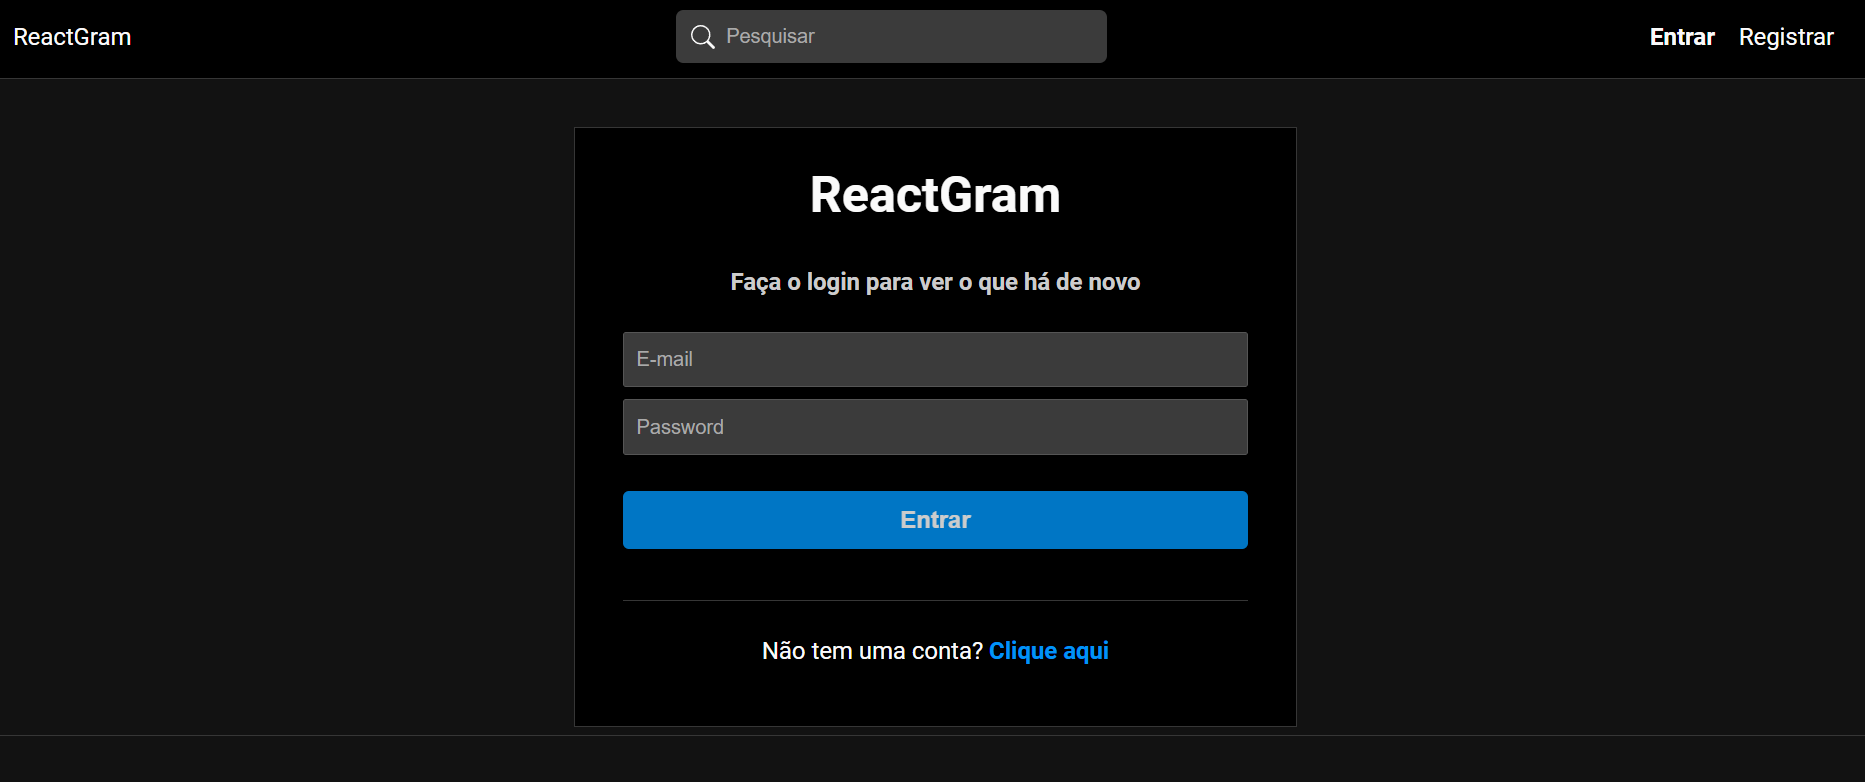 ReactGram
Pesquisar
Entrar Registrar
ReactGram
Faça o login para ver o que há de novo
E-mail
Password
Entrar
Não tem uma conta? Clique aqui